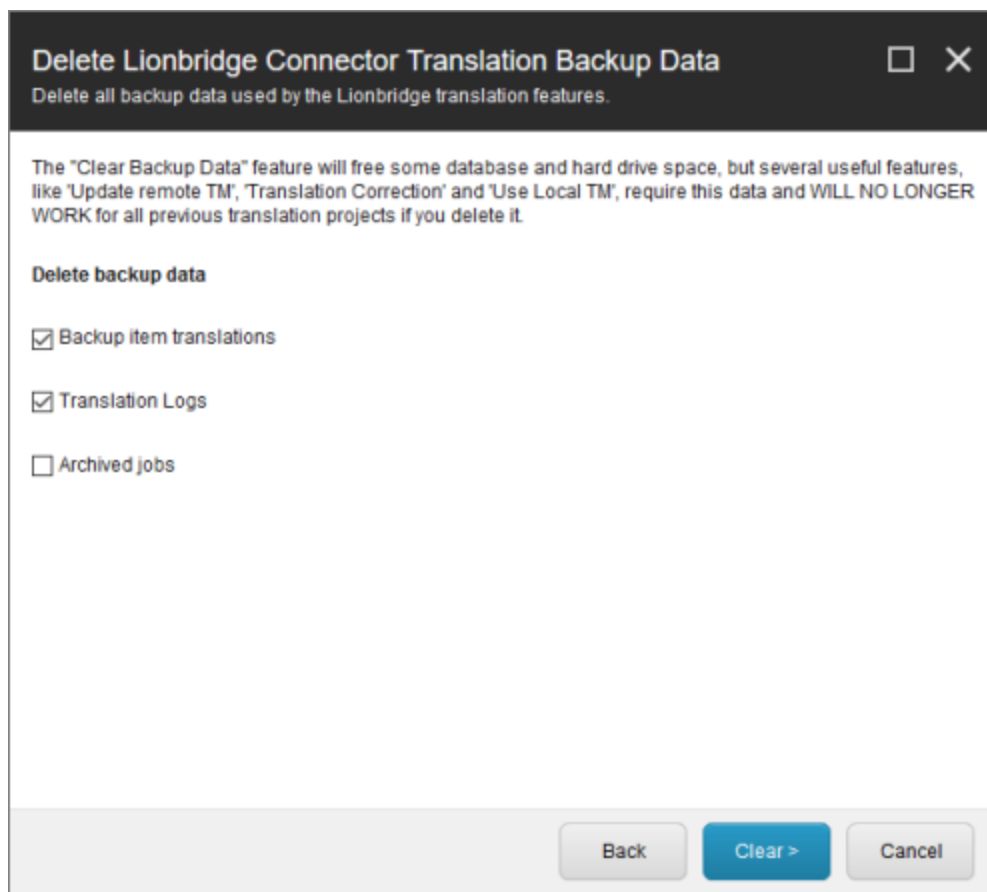 Delete Lionbridge Connector Translation Backup Data
Delete all backup data used by the Lionbridge translation features.
The "Clear Backup Data" feature will free some database and hard drive space, but several useful features,
like 'Update remote TM', 'Translation Correction' and 'Use Local TM', require this data and WILL NO LONGER
WORK for all previous translation projects if you delete it.
Delete backup data
Backup item translations
Translation Logs
Archived jobs
Back
Clear >
Cancel